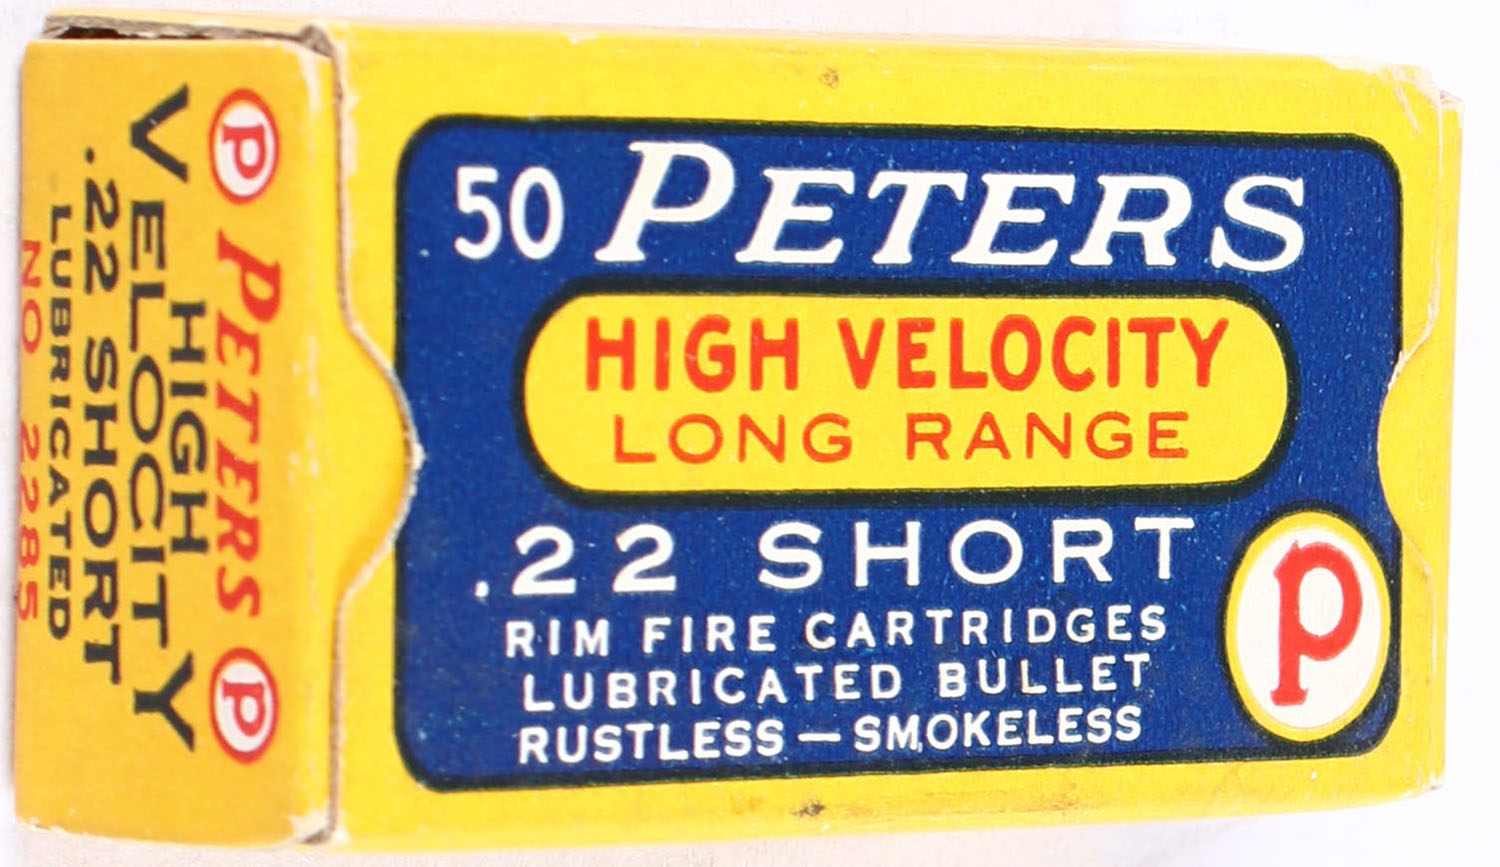 50 PETERS
HIGH VELOCITY
LONG RANGE
.22 SHORT
RIM FIRE CARTRIDGES
LUBRICATED BULLET
RUSTLESS — SMOKELESS
P
P PETERS P
HIGH
VELOCITY
.22 SHORT
LUBRICATED
NO 2285